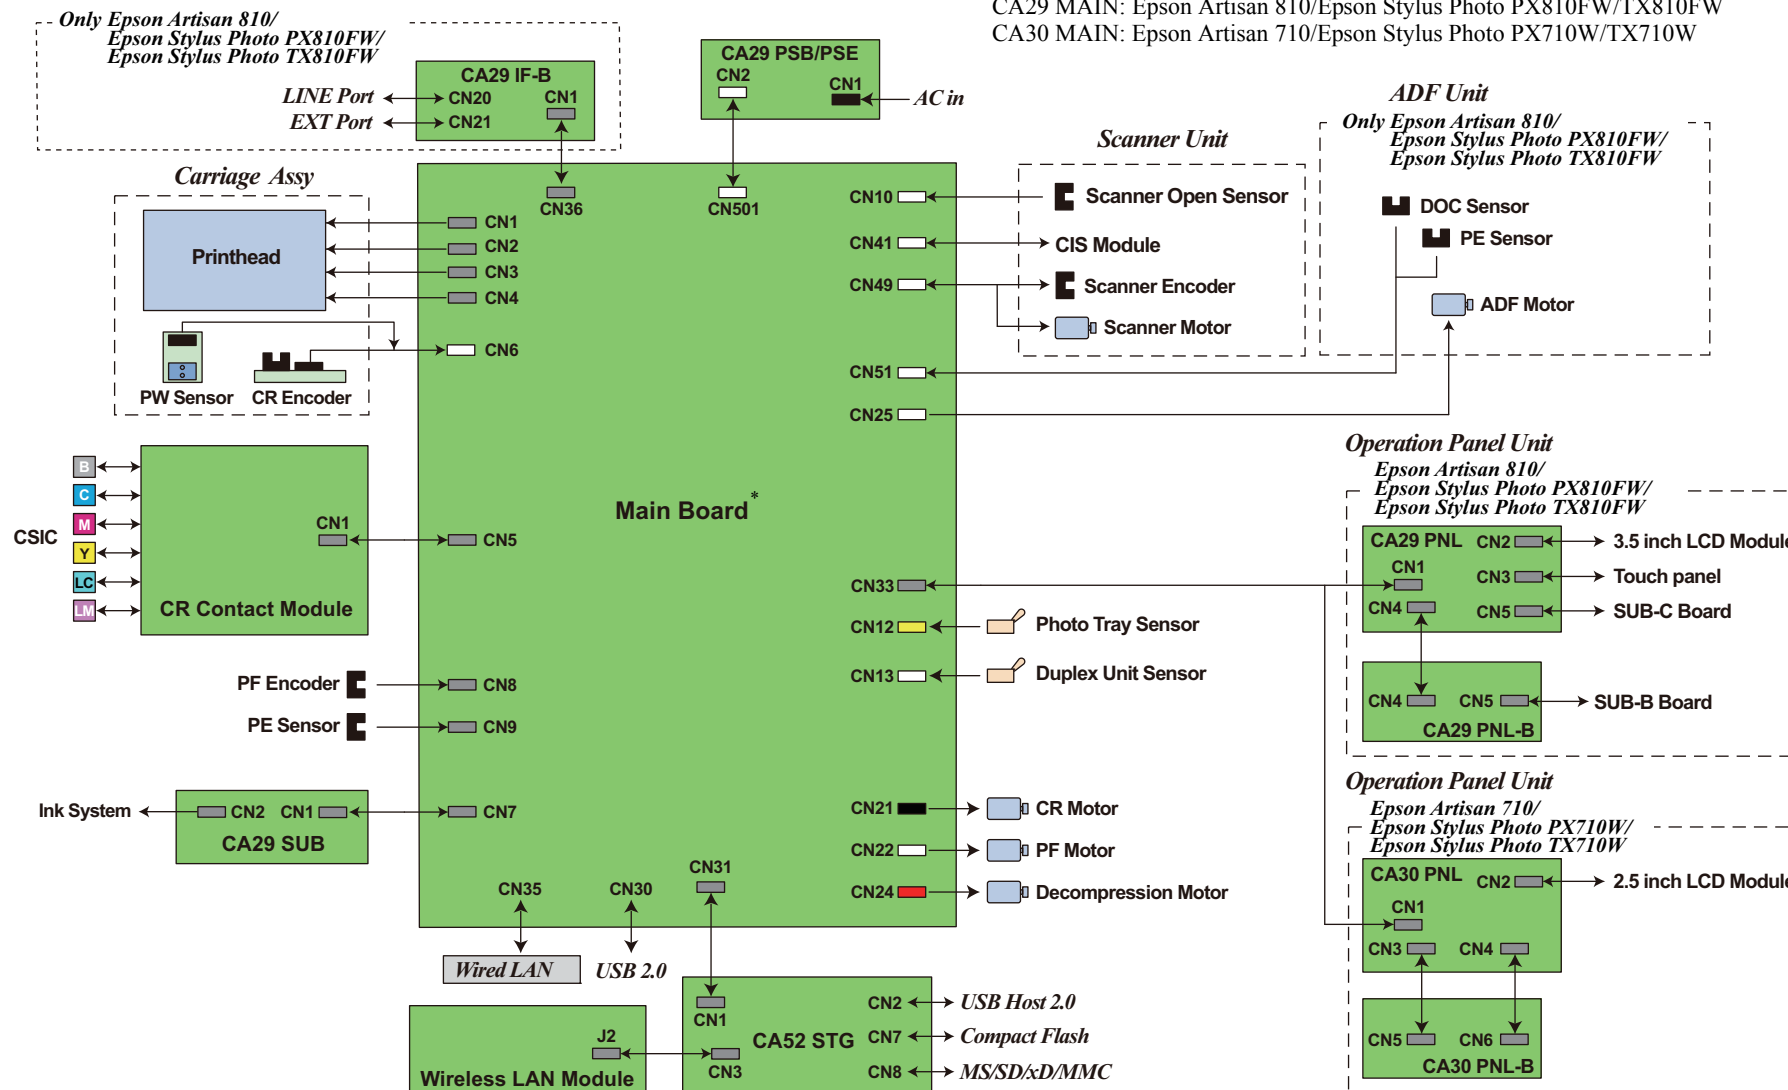 CA29 MAIN: Epson Artisan 810/Epson Stylus Photo PX810FW/TX810FW
CA30 MAIN: Epson Artisan 710/Epson Stylus Photo PX710W/TX710W
Only Epson Artisan 810/
Epson Stylus Photo PX810FW/
Epson Stylus Photo TX810FW
CA29 IF-B
LINE Port
CN20
CN1
EXT Port
CN21
CA29 PSB/PSE
CN2
CN1
AC in
ADF Unit
Only Epson Artisan 810/
Epson Stylus Photo PX810FW/
Epson Stylus Photo TX810FW
DOC Sensor
PE Sensor
ADF Motor
Scanner Unit
Scanner Open Sensor
CIS Module
Scanner Encoder
Scanner Motor
Carriage Assy
Printhead
PW Sensor
CR Encoder
CN36
CN501
CN1
CN2
CN3
CN4
CN6
CN10
CN41
CN49
CN51
CN25
Main Board*
CSIC
B
C
M
Y
LC
LM
CN1
CR Contact Module
CN5
CN33
CN12
Photo Tray Sensor
CN13
Duplex Unit Sensor
PF Encoder
CN8
PE Sensor
CN9
Ink System
CN2
CN1
CA29 SUB
CN7
CN21
CR Motor
CN22
PF Motor
CN24
Decompression Motor
CN35
CN30
CN31
Wired LAN
USB 2.0
J2
Wireless LAN Module
CN1
CN3
CA52 STG
CN2
USB Host 2.0
CN7
Compact Flash
CN8
MS/SD/xD/MMC
Operation Panel Unit
Epson Artisan 810/
Epson Stylus Photo PX810FW/
Epson Stylus Photo TX810FW
CA29 PNL
CN2
3.5 inch LCD Module
CN1
CN3
Touch panel
CN4
CN5
SUB-C Board
CN4
CN5
SUB-B Board
CA29 PNL-B
Operation Panel Unit
Epson Artisan 710/
Epson Stylus Photo PX710W/
Epson Stylus Photo TX710W
CA30 PNL
CN2
2.5 inch LCD Module
CN1
CN3
CN4
CN5
CN6
CA30 PNL-B